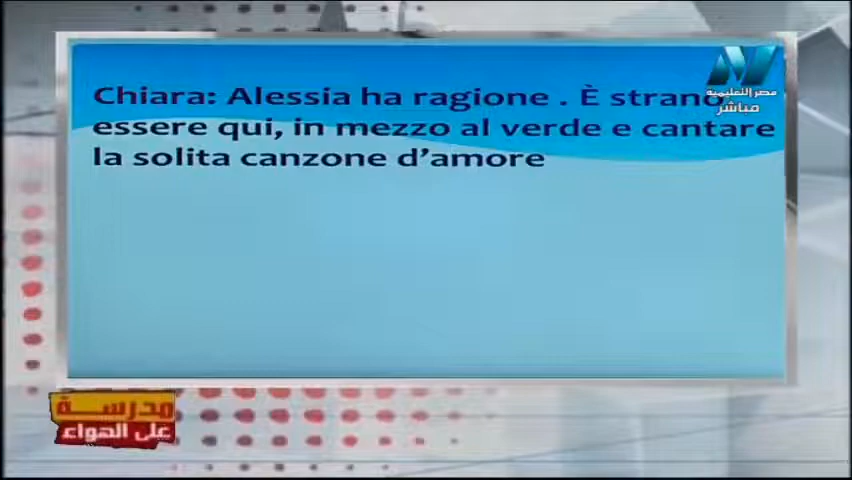 مصر التعليمية
مباشر
Chiara: Alessia ha ragione . È strano
essere qui, in mezzo al verde e cantare
la solita canzone d’amore
مدرسة
على الهواء